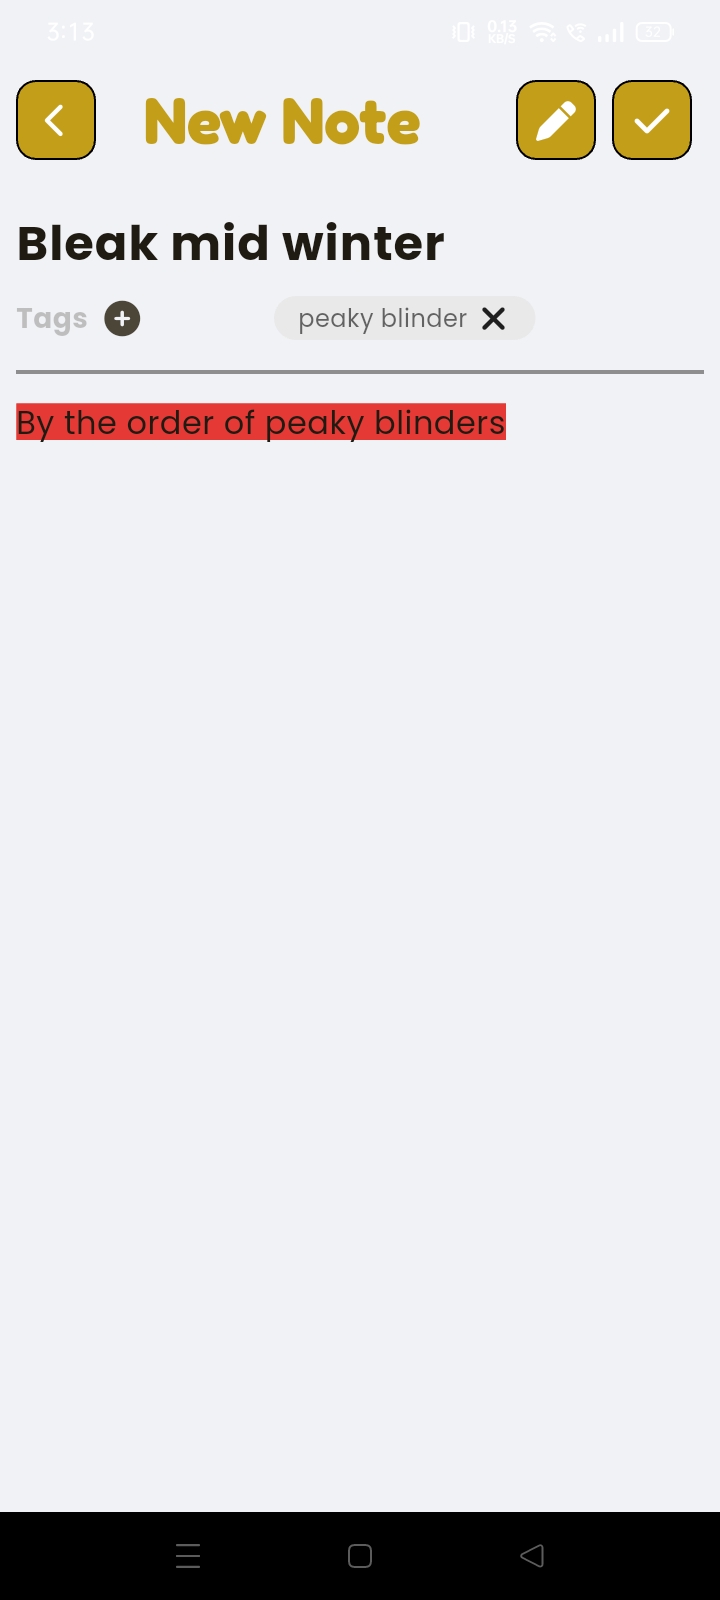 3:13 0.13 KB/S 32
New Note
Bleak mid winter
Tags peaky blinder
By the order of peaky blinders